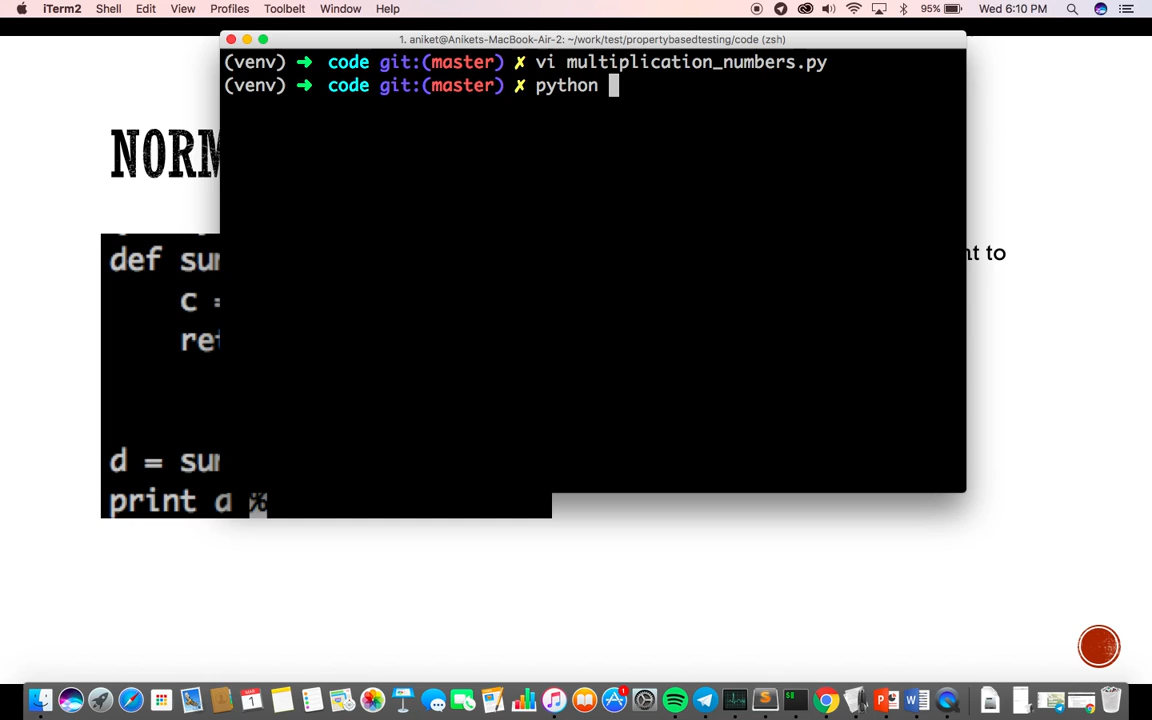 iTerm2 Shell Edit View Profiles Toolbelt Window Help 95% Wed 6:10 PM
1. aniket@Anikets-MacBook-Air-2: ~/work/test/propertybasedtesting/code (zsh)
(venv) ➜ code git:(master) ✗ vi multiplication_numbers.py
(venv) ➜ code git:(master) ✗ python
NORM
nt to
def sum
c =
ret
d = sum
print a %